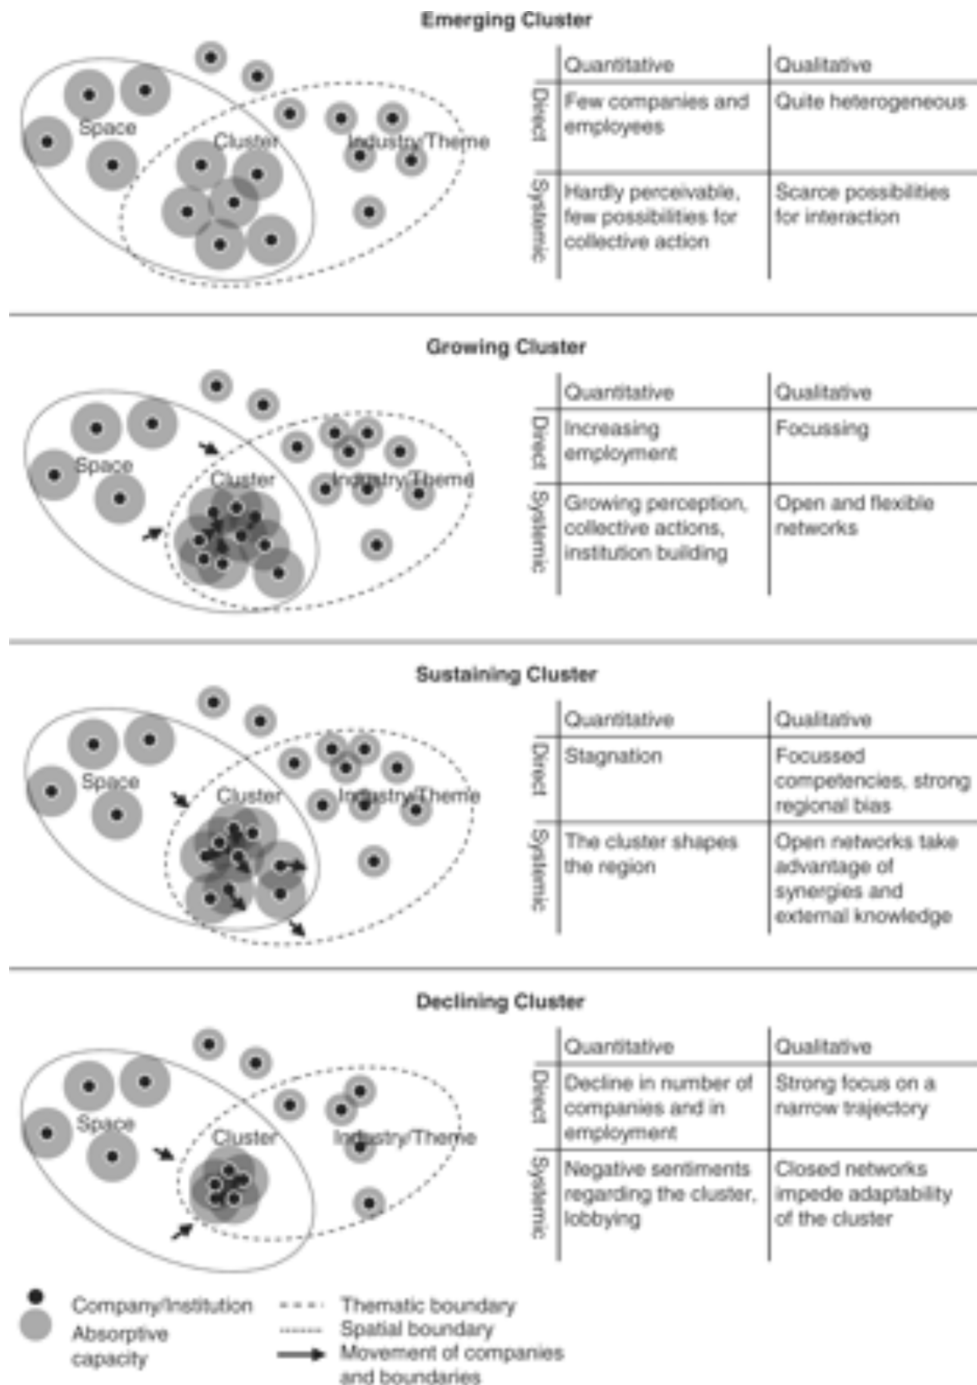 Emerging Cluster
Space
Cluster
Industry/Theme
Quantitative
Qualitative
Direct
Few companies and
employees
Quite heterogeneous
Systemic
Hardly perceivable,
few possibilities for
collective action
Scarce possibilities
for interaction
Growing Cluster
Space
Cluster
Industry/Theme
Quantitative
Qualitative
Direct
Increasing
employment
Focussing
Systemic
Growing perception,
collective actions,
institution building
Open and flexible
networks
Sustaining Cluster
Space
Cluster
Industry/Theme
Quantitative
Qualitative
Direct
Stagnation
Focussed
competencies, strong
regional bias
Systemic
The cluster shapes
the region
Open networks take
advantage of
synergies and
external knowledge
Declining Cluster
Space
Cluster
Industry/Theme
Quantitative
Qualitative
Direct
Decline in number of
companies and in
employment
Strong focus on a
narrow trajectory
Systemic
Negative sentiments
regarding the cluster,
lobbying
Closed networks
impede adaptability
of the cluster
Company/Institution
Absorptive
capacity
Thematic boundary
Spatial boundary
Movement of companies
and boundaries